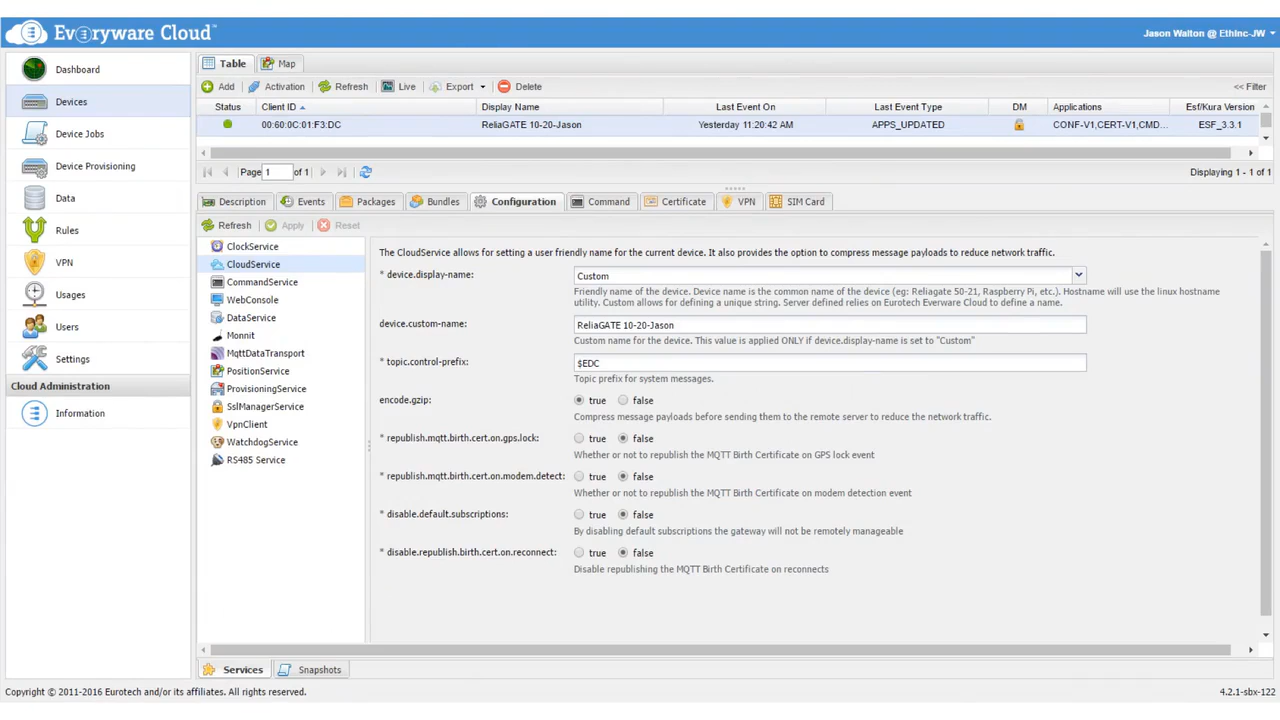 Everyware Cloud™
Jason Walton @ EthInc-JW
Dashboard
Devices
Device Jobs
Device Provisioning
Data
Rules
VPN
Usages
Users
Settings
Cloud Administration
Information
Table Map
Add Activation Refresh Live Export Delete << Filter
Status Client ID Display Name Last Event On Last Event Type DM Applications Esf/Kura Version
00:60:0C:01:F3:DC ReliaGATE 10-20-Jason Yesterday 11:20:42 AM APPS_UPDATED CONF-V1,CERT-V1,CMD... ESF_3.3.1
Page 1 of 1 Displaying 1 - 1 of 1
Description Events Packages Bundles Configuration Command Certificate VPN SIM Card
Refresh Apply Reset
ClockService
CloudService
CommandService
WebConsole
DataService
Monnit
MqttDataTransport
PositionService
ProvisioningService
SslManagerService
VpnClient
WatchdogService
RS485 Service
The CloudService allows for setting a user friendly name for the current device. It also provides the option to compress message payloads to reduce network traffic.
* device.display-name: Custom
Friendly name of the device. Device name is the common name of the device (eg: Reliagate 50-21, Raspberry Pi, etc.). Hostname will use the linux hostname
utility. Custom allows for defining a unique string. Server defined relies on Eurotech Everware Cloud to define a name.
device.custom-name: ReliaGATE 10-20-Jason
Custom name for the device. This value is applied ONLY if device.display-name is set to "Custom"
* topic.control-prefix: $EDC
Topic prefix for system messages.
encode.gzip: true false
Compress message payloads before sending them to the remote server to reduce the network traffic.
* republish.mqtt.birth.cert.on.gps.lock: true false
Whether or not to republish the MQTT Birth Certificate on GPS lock event
* republish.mqtt.birth.cert.on.modem.detect: true false
Whether or not to republish the MQTT Birth Certificate on modem detection event
* disable.default.subscriptions: true false
By disabling default subscriptions the gateway will not be remotely manageable
* disable.republish.birth.cert.on.reconnect: true false
Disable republishing the MQTT Birth Certificate on reconnects
Services Snapshots
Copyright © 2011-2016 Eurotech and/or its affiliates. All rights reserved. 4.2.1-sbx-122